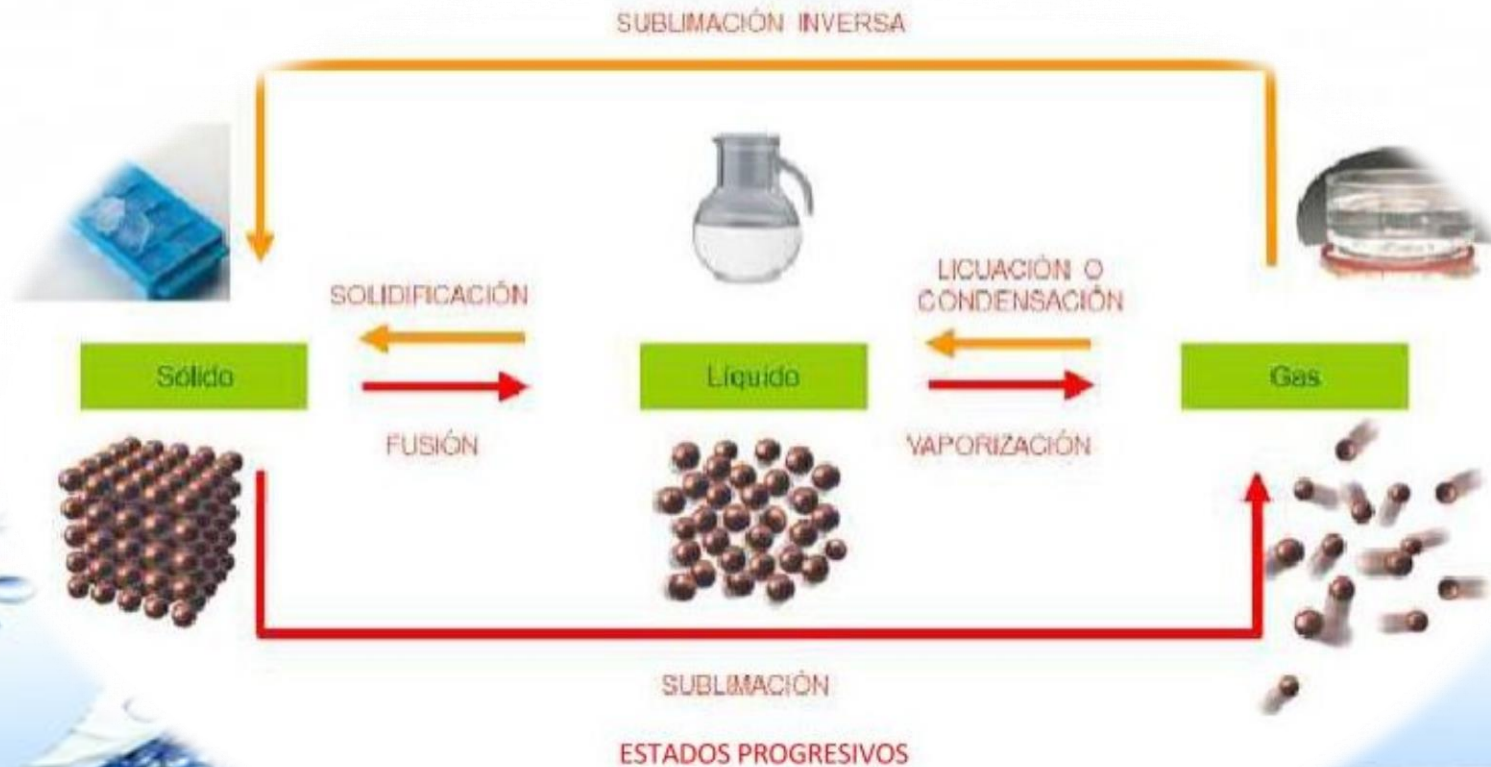 SUBLIMACIÓN INVERSA
SOLIDIFICACIÓN
LICUACIÓN O
CONDENSACIÓN
Sólido
Líquido
Gas
FUSIÓN
VAPORIZACIÓN
SUBLIMACIÓN
ESTADOS PROGRESIVOS